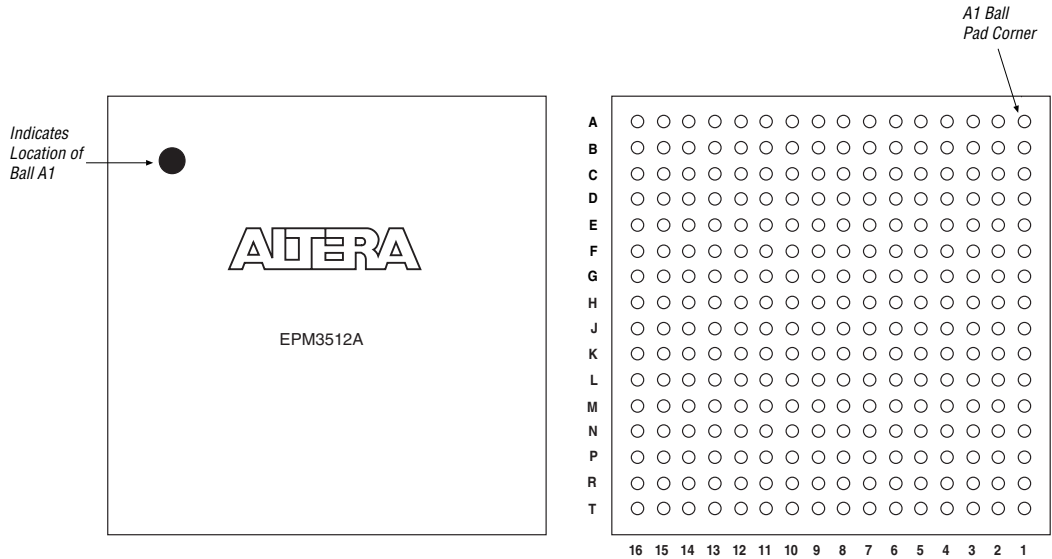 A1 Ball
Pad Corner
Indicates
Location of
Ball A1
ALTERA
EPM3512A
A
B
C
D
E
F
G
H
J
K
L
M
N
P
R
T
16 15 14 13 12 11 10 9 8 7 6 5 4 3 2 1